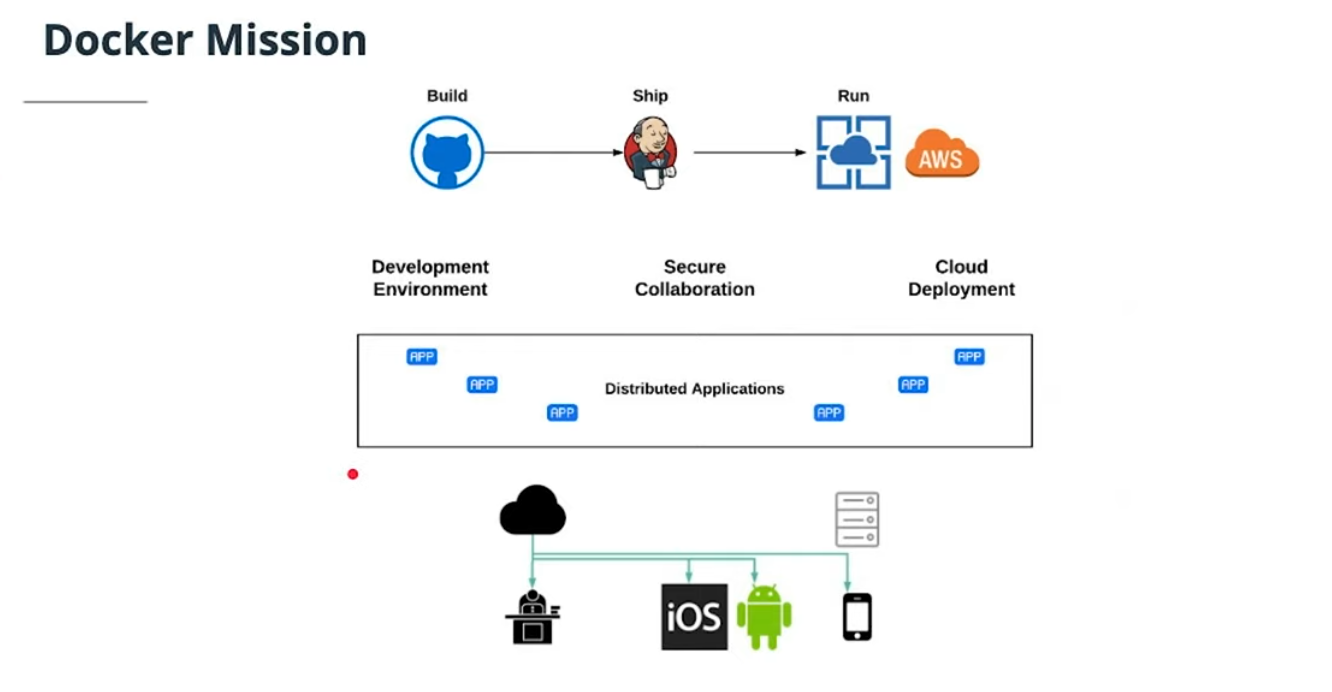 Docker Mission
Build
Ship
Run
AWS
Development
Environment
Secure
Collaboration
Cloud
Deployment
APP
APP
APP
Distributed Applications
APP
APP
APP
iOS